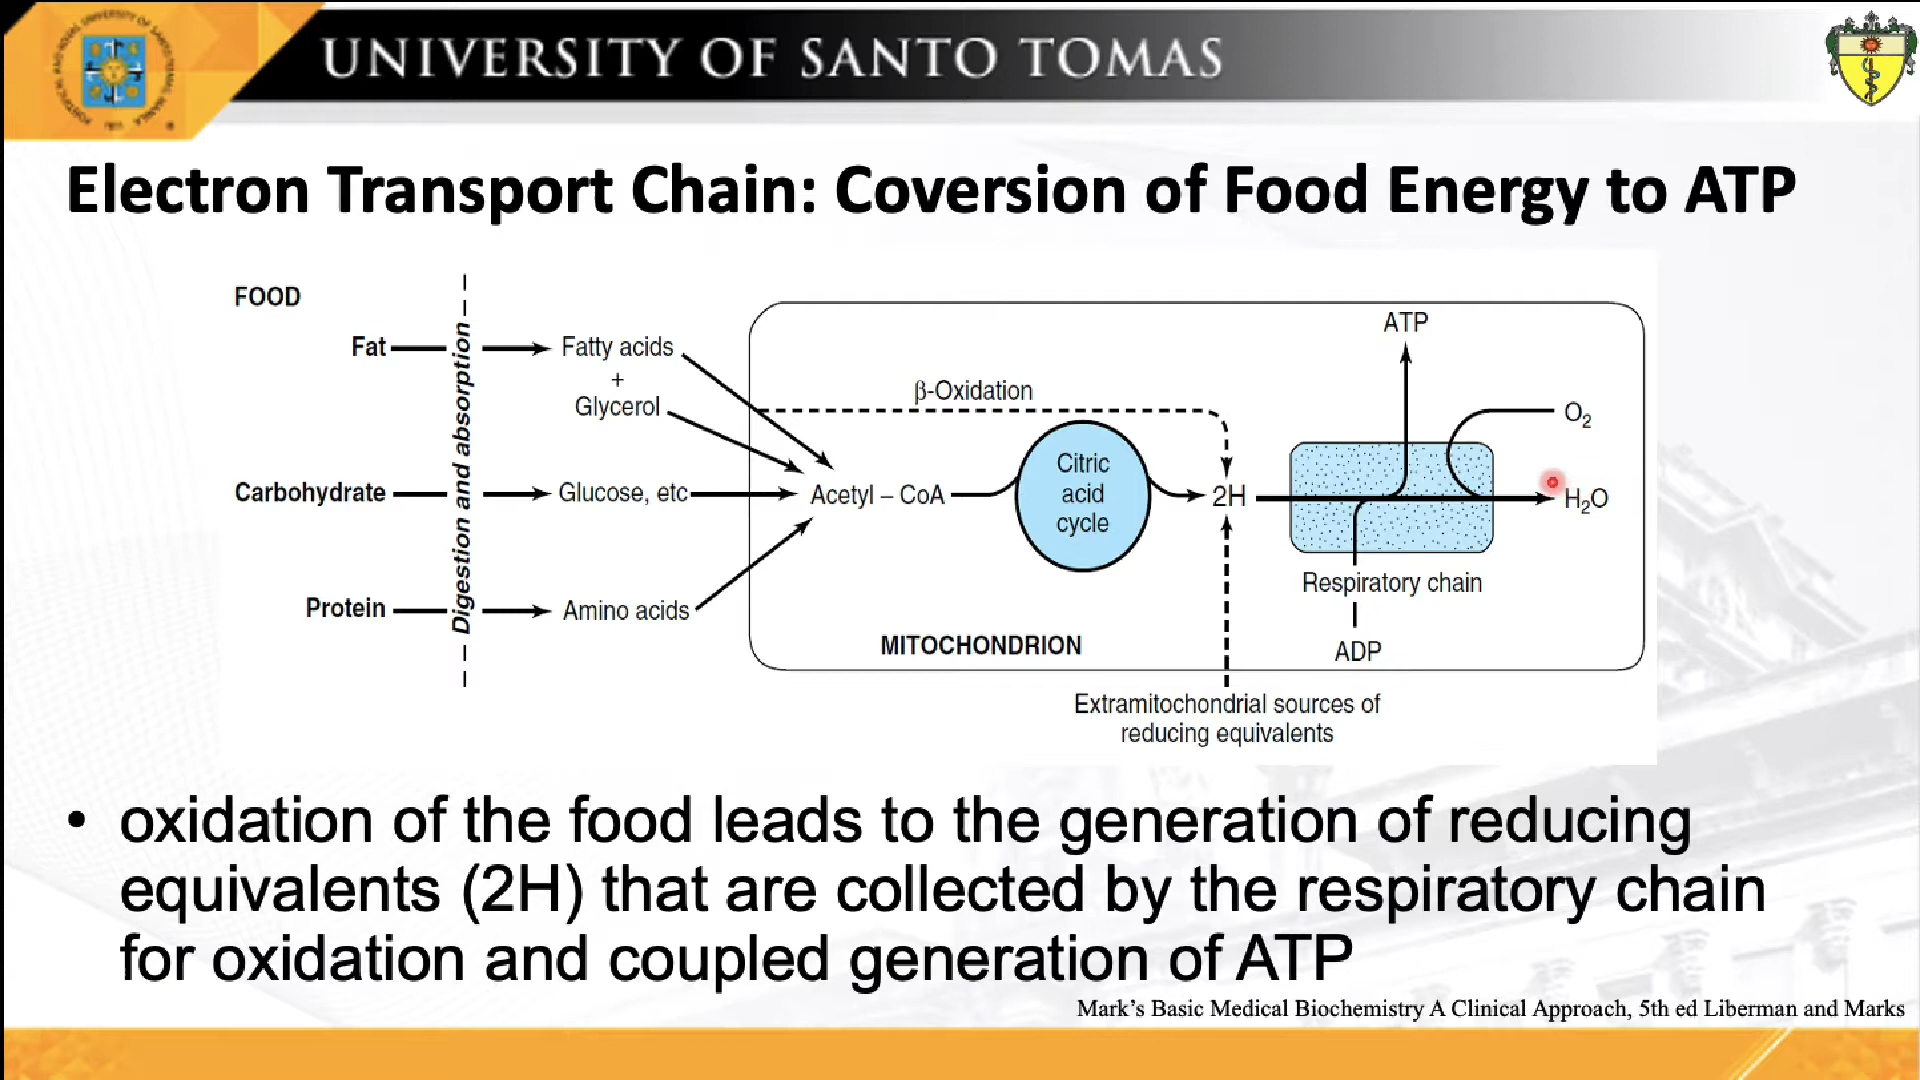 UNIVERSITY OF SANTO TOMAS
Electron Transport Chain: Coversion of Food Energy to ATP
FOOD
Digestion and absorption
Fat
Fatty acids
+
Glycerol
Carbohydrate
Glucose, etc
Protein
Amino acids
β-Oxidation
Acetyl – CoA
Citric
acid
cycle
2H
ATP
O₂
H₂O
Respiratory chain
ADP
MITOCHONDRION
Extramitochondrial sources of
reducing equivalents
• oxidation of the food leads to the generation of reducing
equivalents (2H) that are collected by the respiratory chain
for oxidation and coupled generation of ATP
Mark’s Basic Medical Biochemistry A Clinical Approach, 5th ed Liberman and Marks